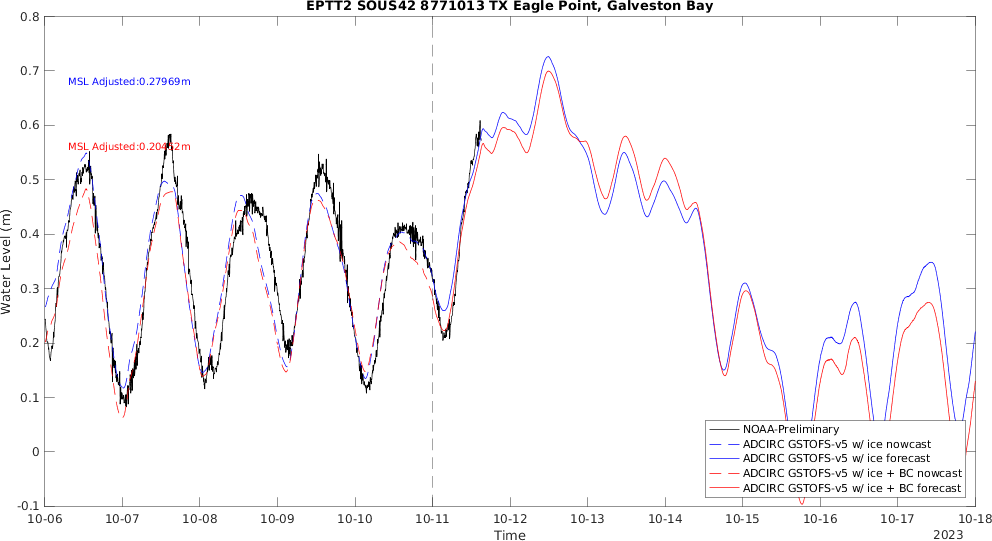 EPTT2 SOUS42 8771013 TX Eagle Point, Galveston Bay
0.8
0.7
0.6
0.5
0.4
0.3
0.2
0.1
0
-0.1
Water Level (m)
MSL Adjusted:0.27969m
MSL Adjusted:
NOAA-Preliminary
ADCIRC GSTOFS-v5 w/ ice nowcast
ADCIRC GSTOFS-v5 w/ ice forecast
ADCIRC GSTOFS-v5 w/ ice + BC nowcast
ADCIRC GSTOFS-v5 w/ ice + BC forecast
10-06 10-07 10-08 10-09 10-10 10-11 10-12 10-13 10-14 10-15 10-16 10-17 10-18
Time
2023